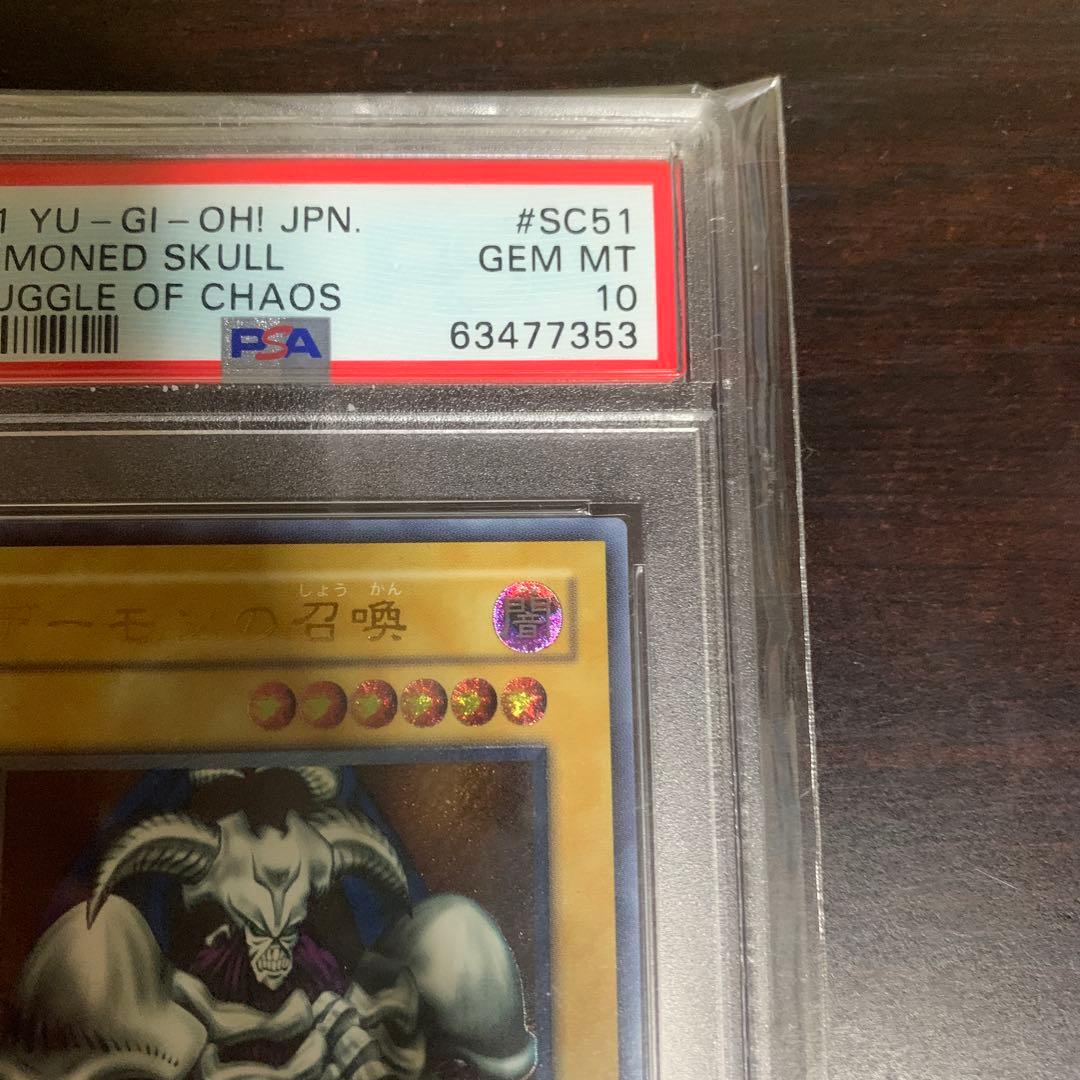 1 YU-GI-OH! JPN. #SC51
MONED SKULL GEM MT
UGGLE OF CHAOS 10
PSA 63477353
しょう かん
デーモンの召喚 闇